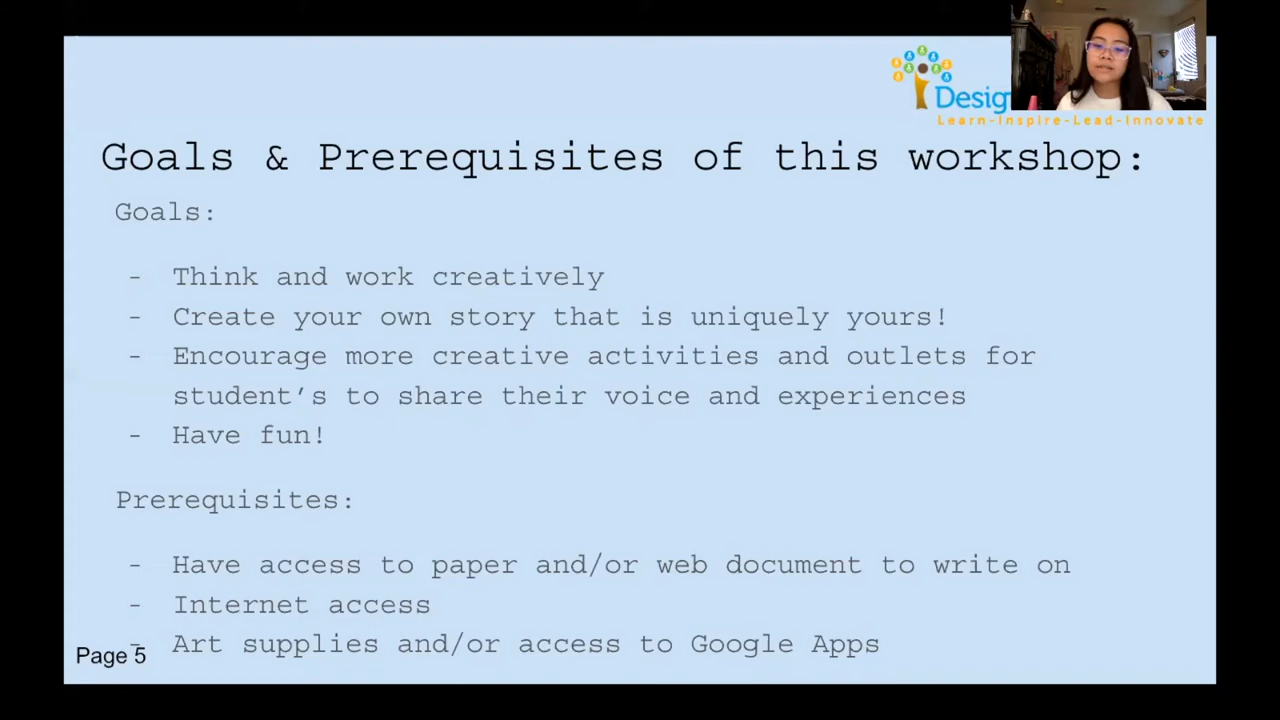 Design
Learn-Inspire-Lead-Innovate
Goals & Prerequisites of this workshop:
Goals:
- Think and work creatively
- Create your own story that is uniquely yours!
- Encourage more creative activities and outlets for
student’s to share their voice and experiences
- Have fun!
Prerequisites:
- Have access to paper and/or web document to write on
- Internet access
- Art supplies and/or access to Google Apps
Page 5